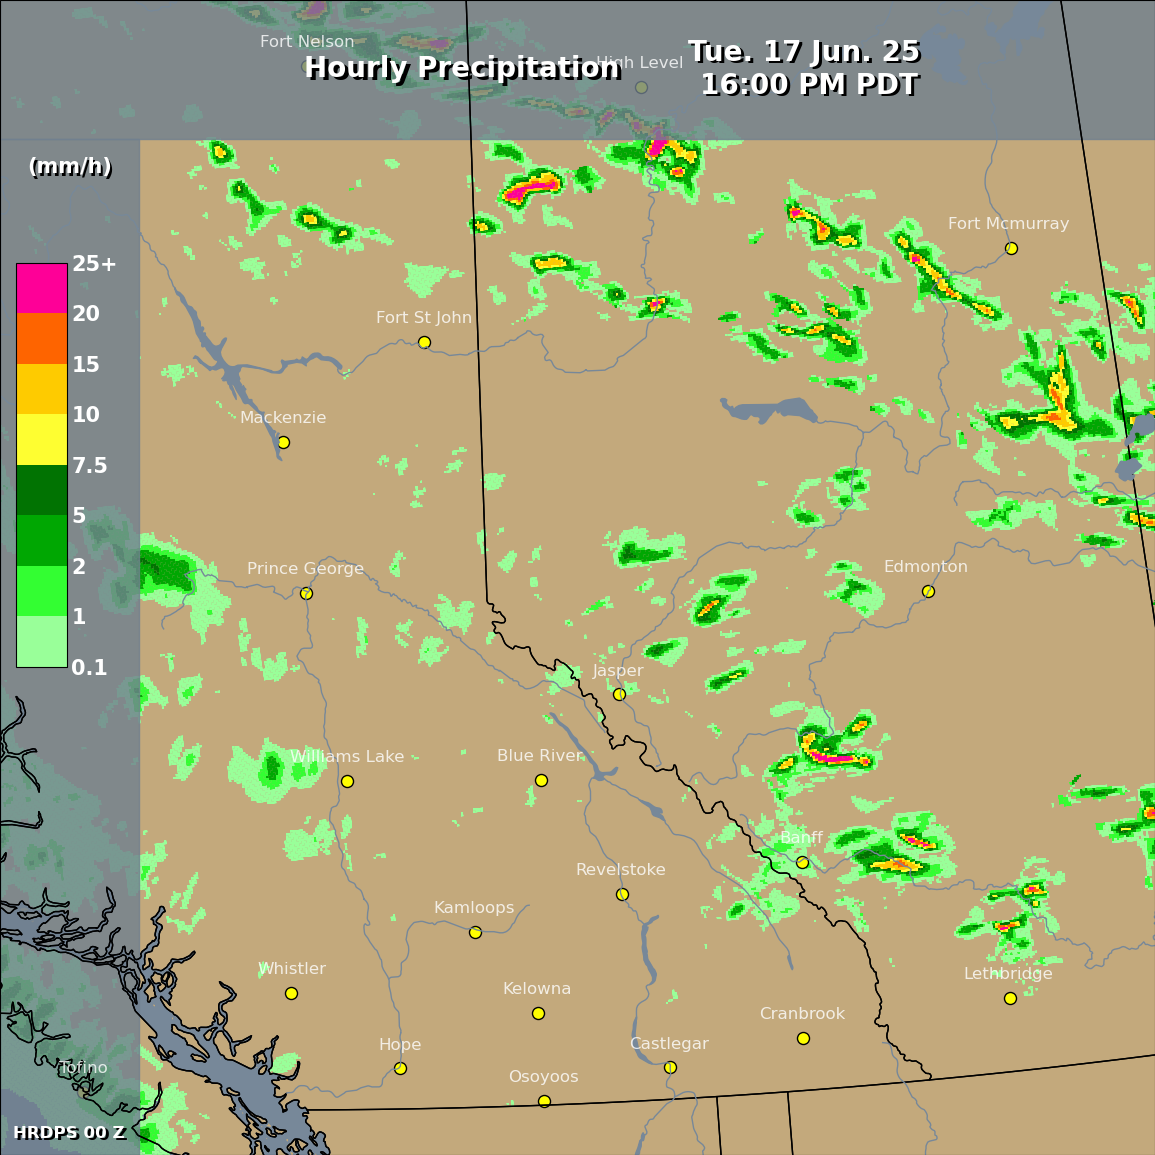 Fort Nelson
Hourly Precipitation
High Level
Tue. 17 Jun. 25
16:00 PM PDT
(mm/h)
25+
20
15
10
7.5
5
2
1
0.1
Fort Mcmurray
Fort St John
Mackenzie
Prince George
Edmonton
Jasper
Williams Lake
Blue River
Banff
Revelstoke
Kamloops
Whistler
Lethbridge
Kelowna
Cranbrook
Hope
Castlegar
Tofino
Osoyoos
HRDPS 00 Z